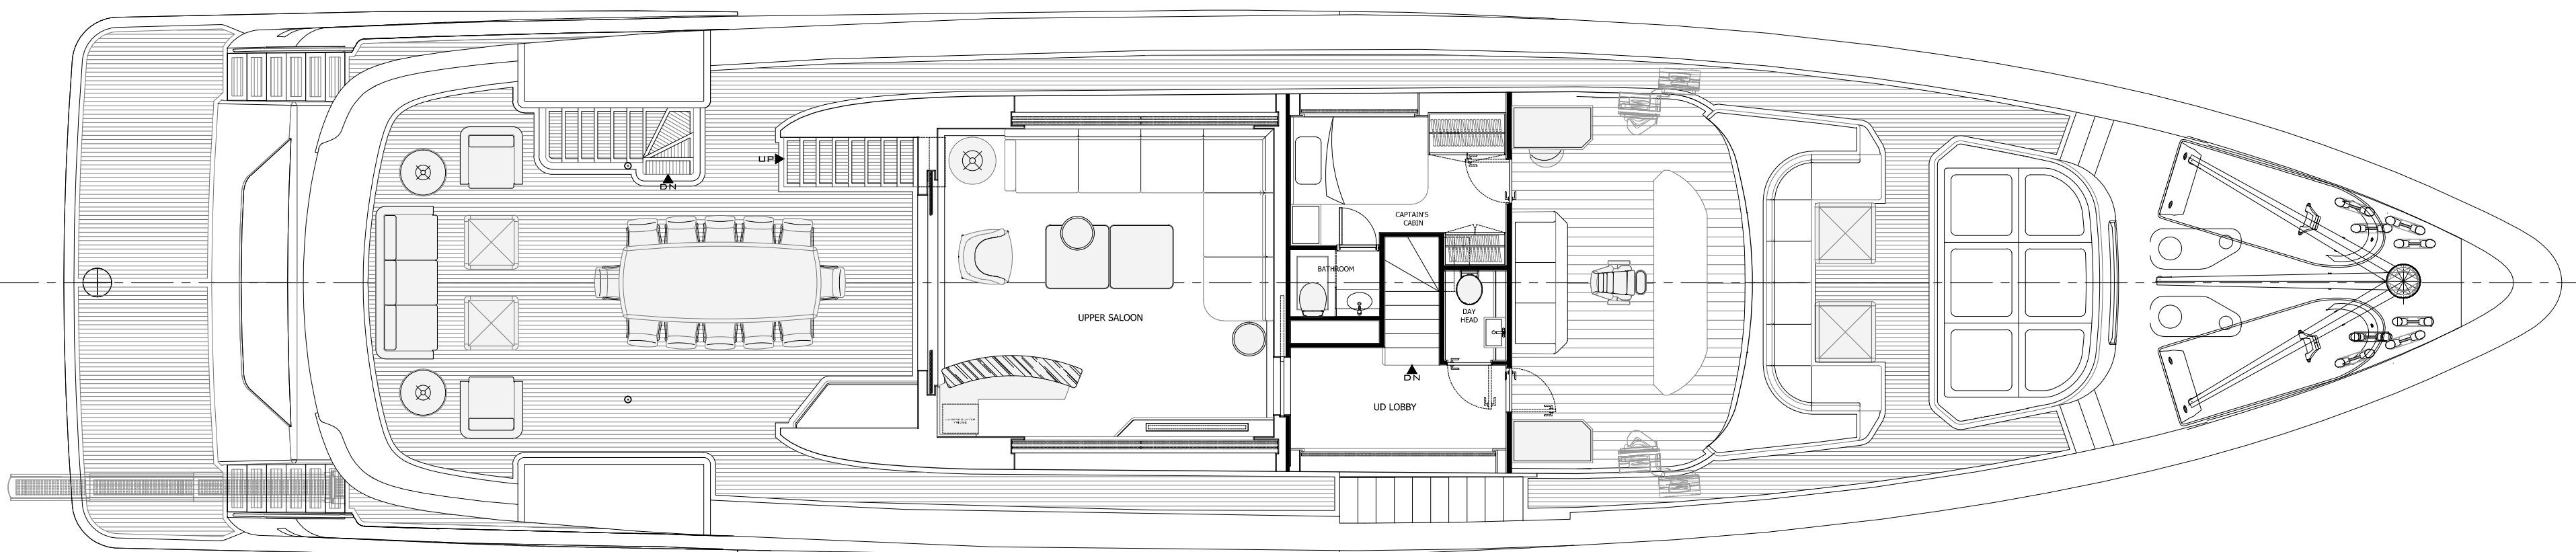 UP
DN
CAPTAIN'S
CABIN
BATHROOM
UPPER SALOON
DAY
HEAD
DN
UD LOBBY